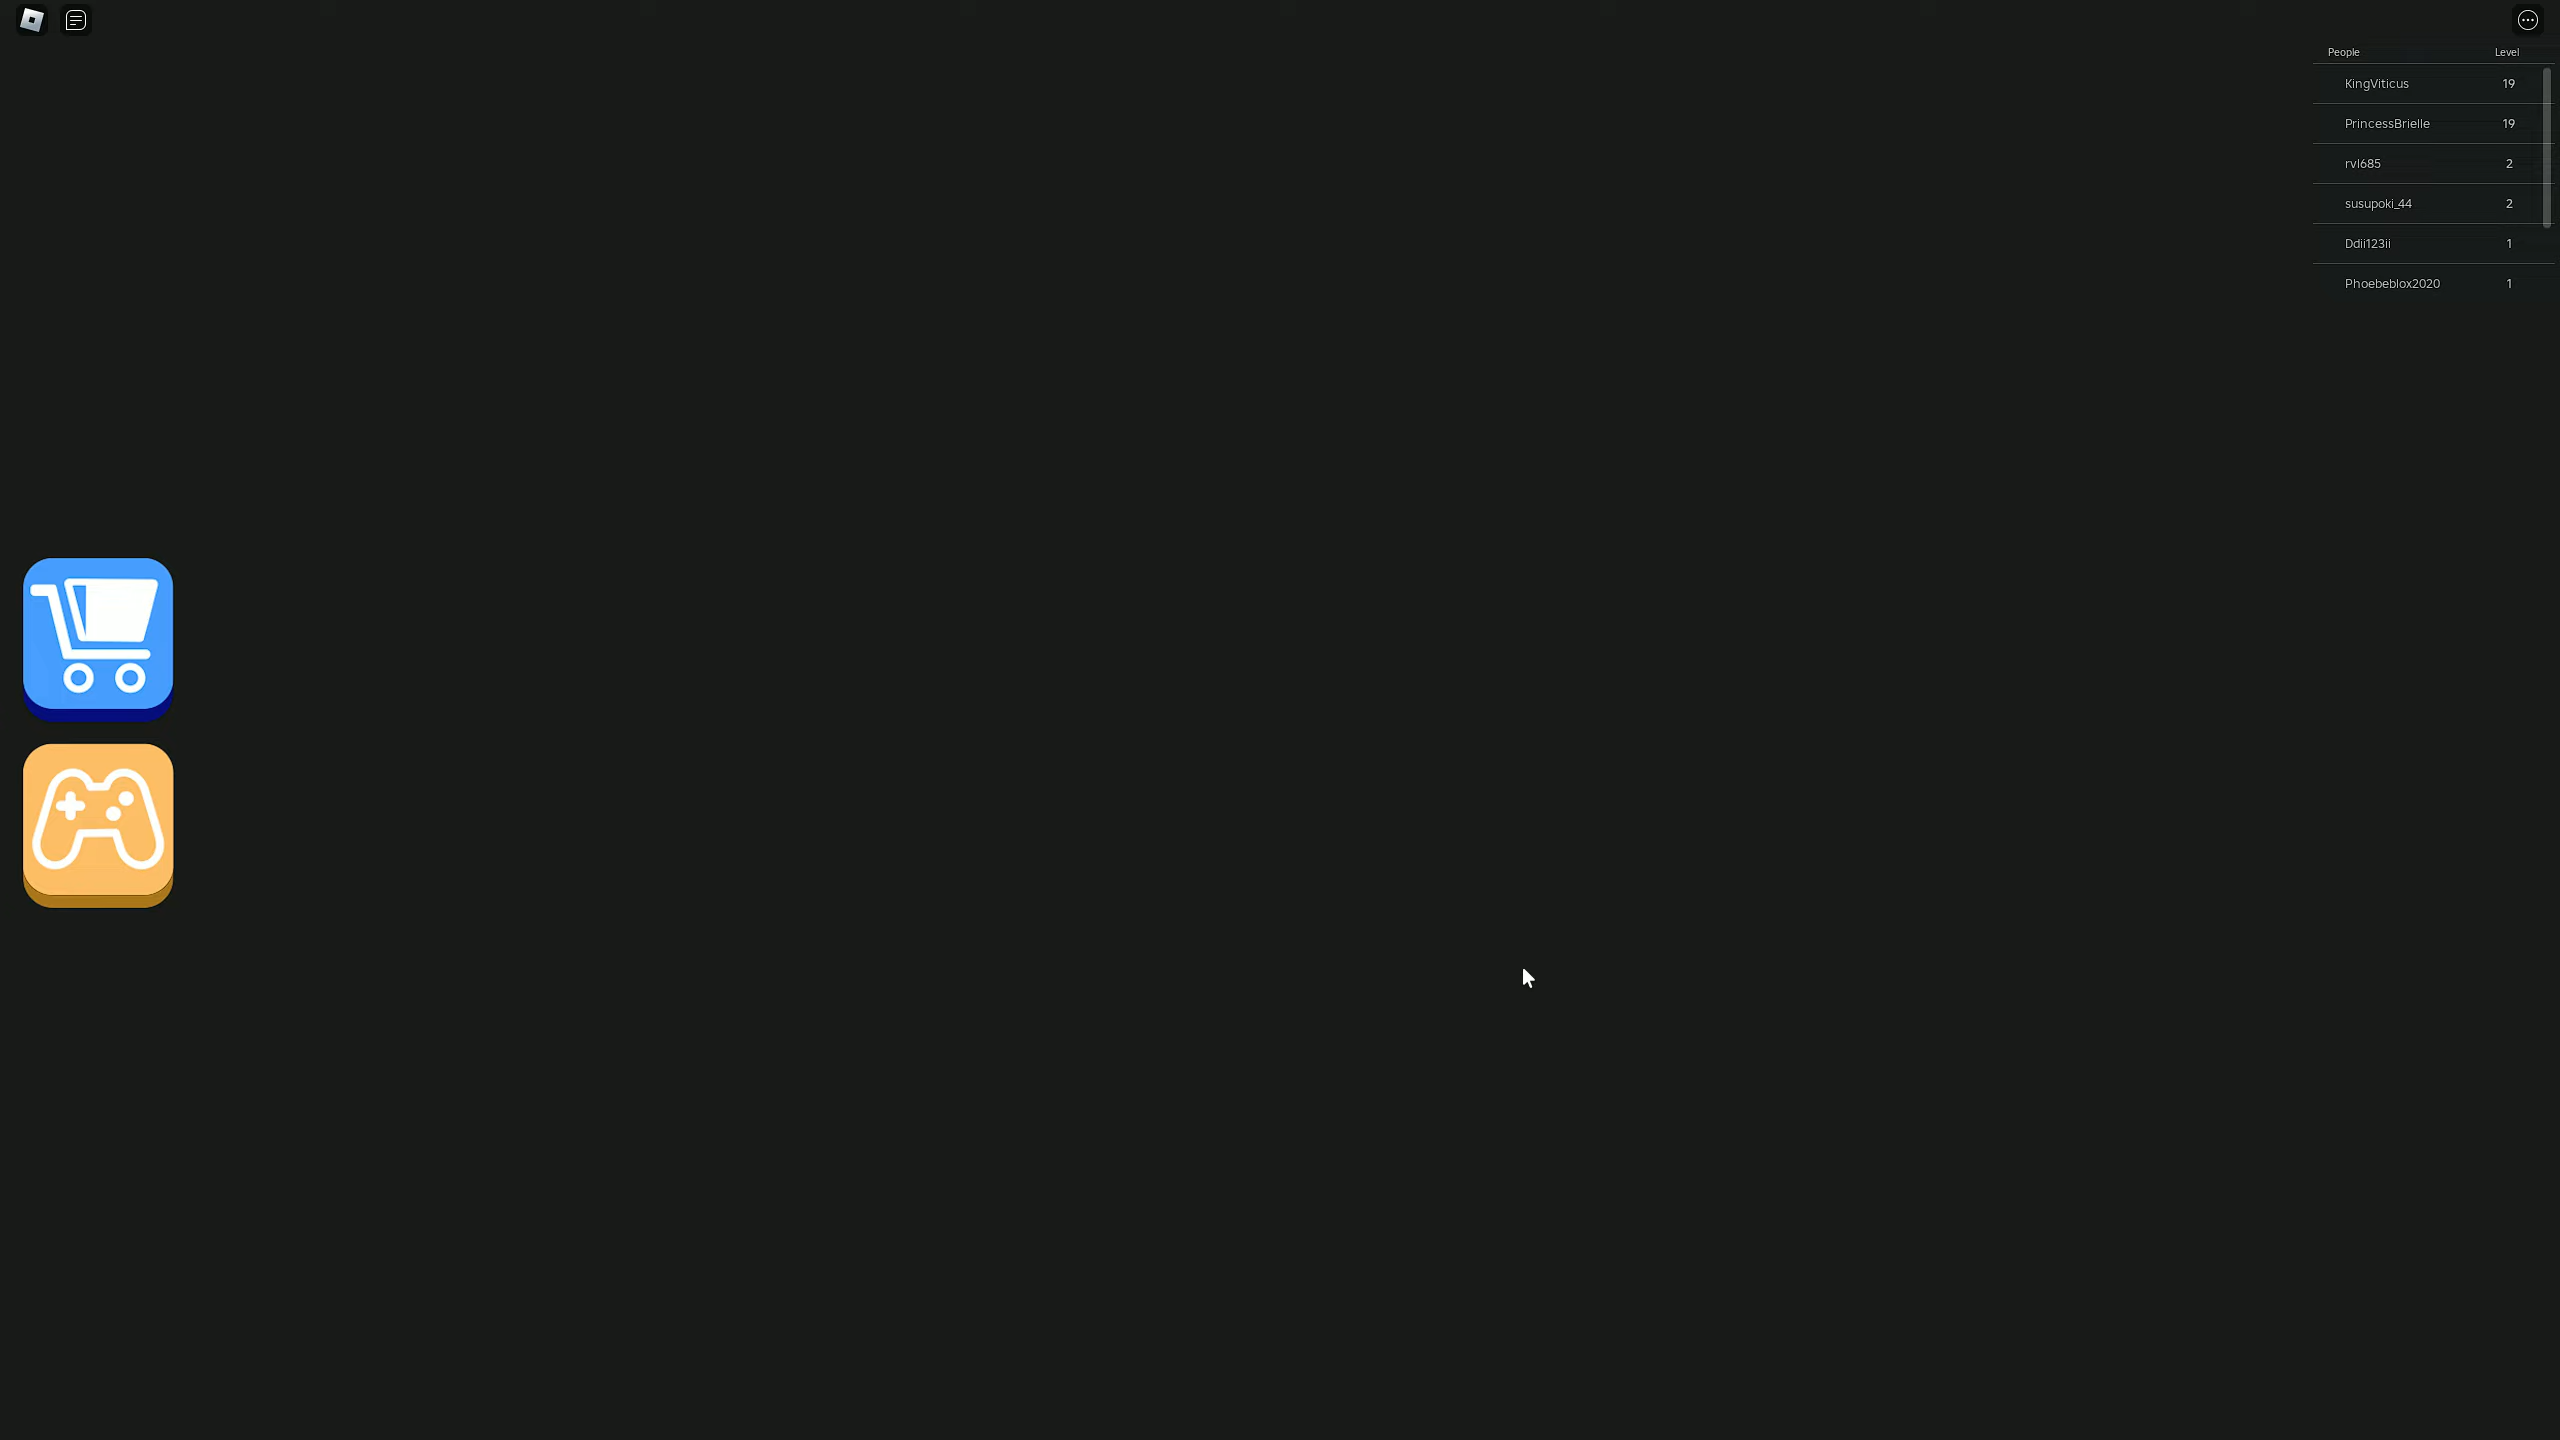 People Level
KingViticus 19
PrincessBrielle 19
rvl685 2
susupoki_44 2
Ddii123ii 1
Phoebeblox2020 1